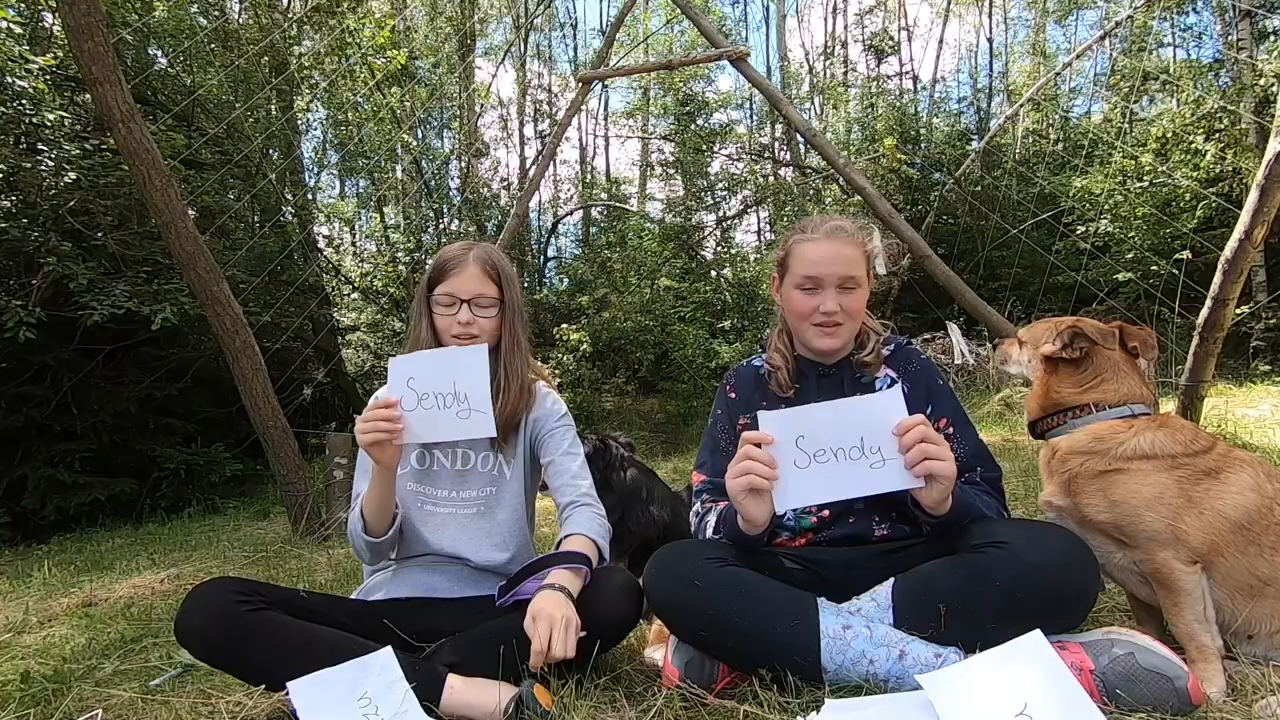 Sendy
LONDON
DISCOVER A NEW CITY
UNIVERSITY LEAGUE
Sendy